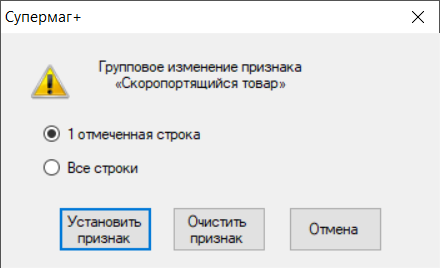 Супермаг+
Групповое изменение признака
«Скоропортящийся товар»
1 отмеченная строка
Все строки
Установить
признак
Очистить
признак
Отмена